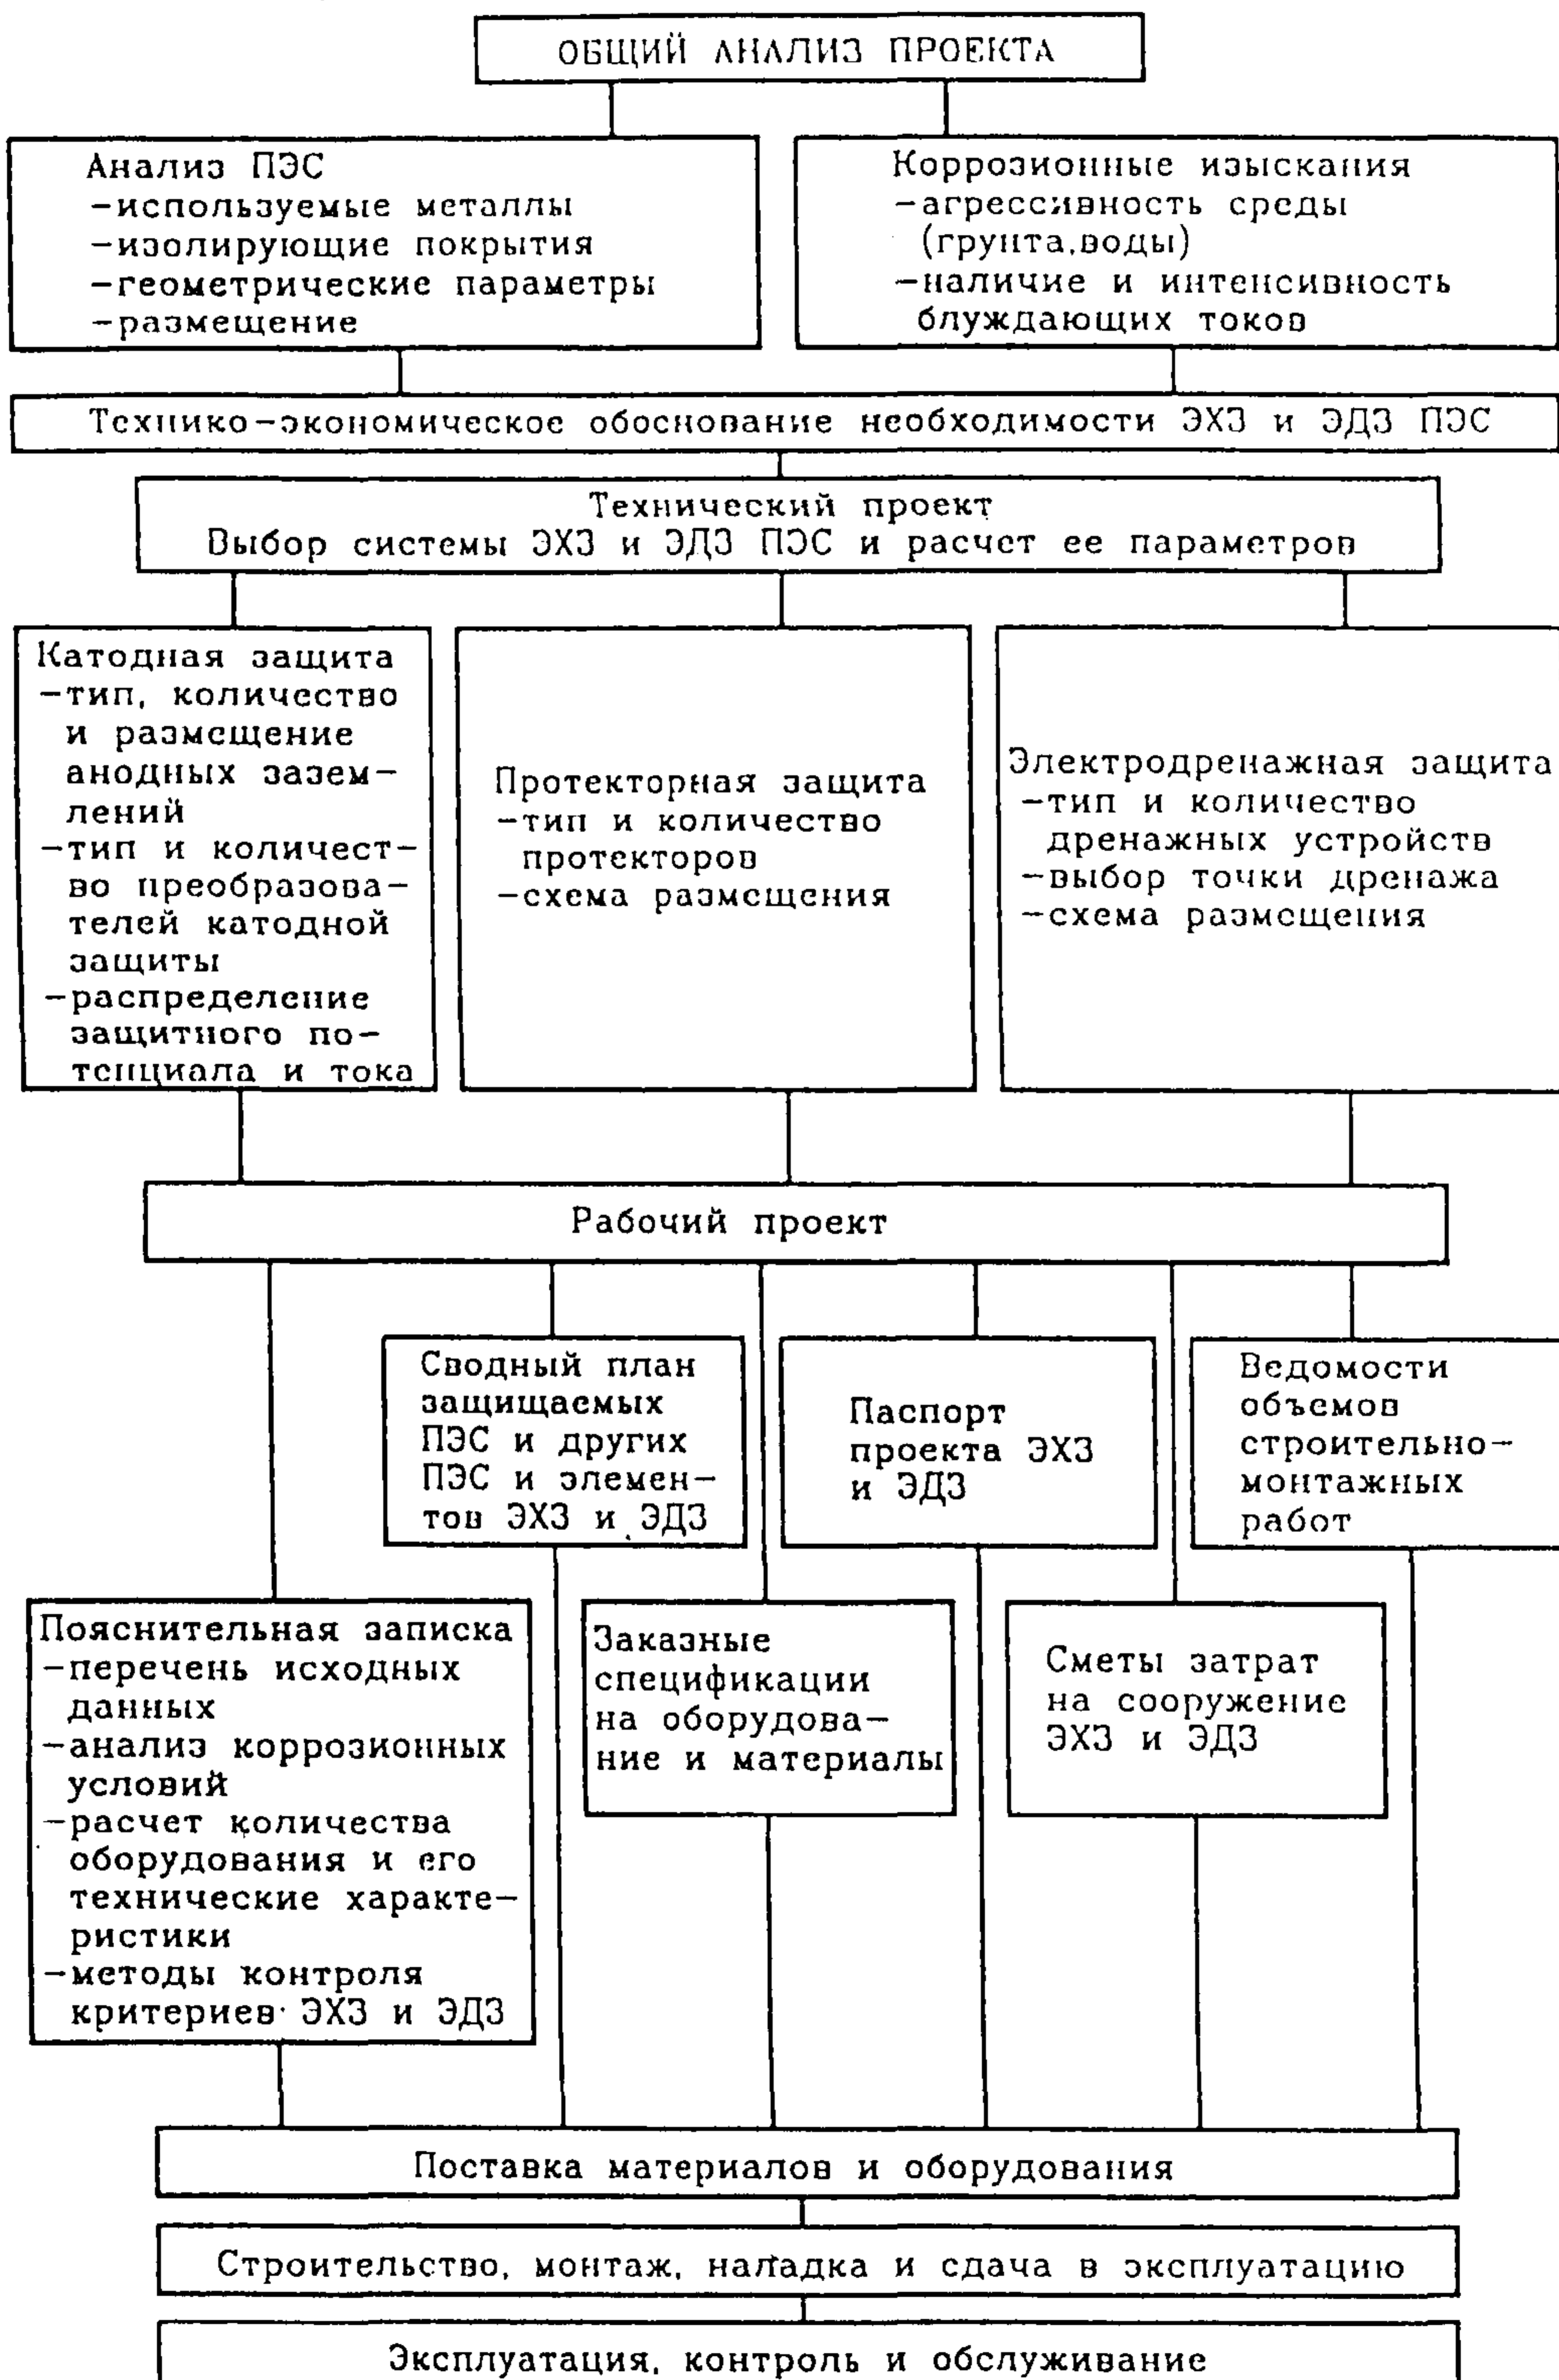 ОБЩИЙ АНАЛИЗ ПРОЕКТА
Анализ ПЭС
-используемые металлы
-изолирующие покрытия
-геометрические параметры
-размещение
Коррозионные изыскания
-агрессивность среды
(грунта,воды)
-наличие и интенсивность
блуждающих токов
Технико-экономическое обоснование необходимости ЭХЗ и ЭДЗ ПЭС
Технический проект
Выбор системы ЭХЗ и ЭДЗ ПЭС и расчет ее параметров
Катодная защита
-тип, количество
и размещение
анодных зазем-
лений
-тип и количест-
во преобразова-
телей катодной
защиты
-распределение
защитного по-
тенциала и тока
Протекторная защита
-тип и количество
протекторов
-схема размещения
Электродренажная защита
-тип и количество
дренажных устройств
-выбор точки дренажа
-схема размещения
Рабочий проект
Сводный план
защищаемых
ПЭС и других
ПЭС и элемен-
тов ЭХЗ и ЭДЗ
Паспорт
проекта ЭХЗ
и ЭДЗ
Ведомости
объемов
строительно-
монтажных
работ
Пояснительная записка
-перечень исходных
данных
-анализ коррозионных
условий
-расчет количества
оборудования и его
технические характе-
ристики
-методы контроля
критериев ЭХЗ и ЭДЗ
Заказные
спецификации
на оборудова-
ние и материалы
Сметы затрат
на сооружение
ЭХЗ и ЭДЗ
Поставка материалов и оборудования
Строительство, монтаж, наладка и сдача в эксплуатацию
Эксплуатация, контроль и обслуживание